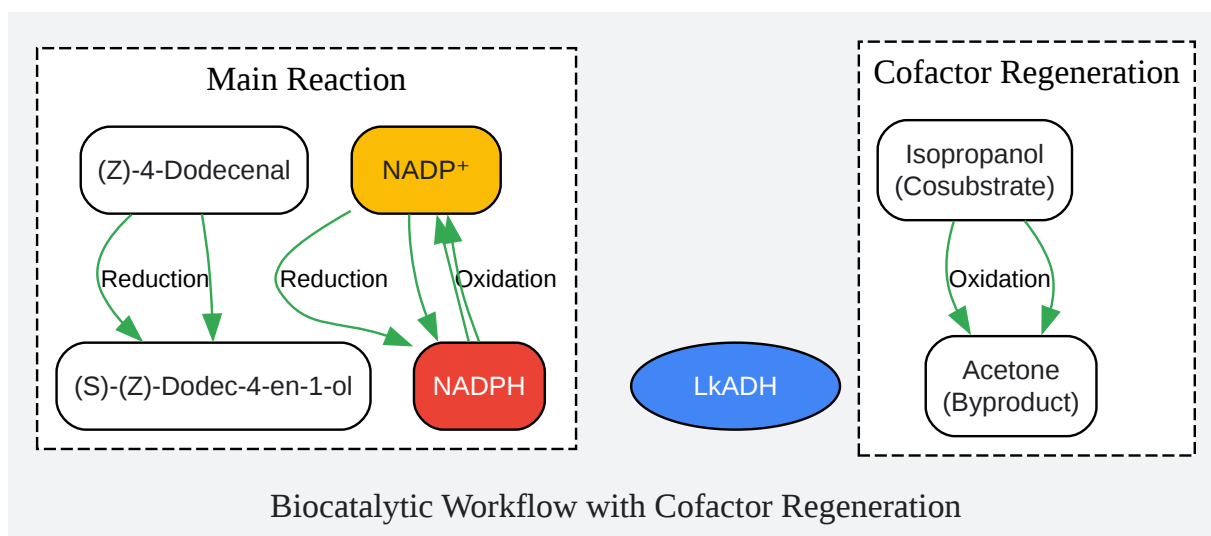 Main Reaction
(Z)-4-Dodecenal
NADP⁺
Reduction
Reduction
Oxidation
(S)-(Z)-Dodec-4-en-1-ol
NADPH
LkADH
Cofactor Regeneration
Isopropanol
(Cosubstrate)
Oxidation
Acetone
(Byproduct)
Biocatalytic Workflow with Cofactor Regeneration